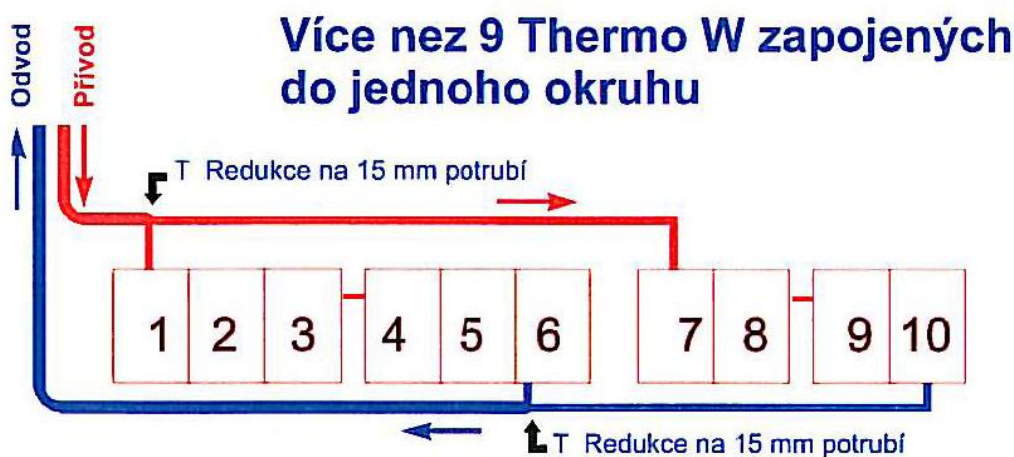 Více nez 9 Thermo W zapojených
do jednoho okruhu
Odvod
Přívod
T Redukce na 15 mm potrubí
1 2 3 4 5 6 7 8 9 10
T Redukce na 15 mm potrubí